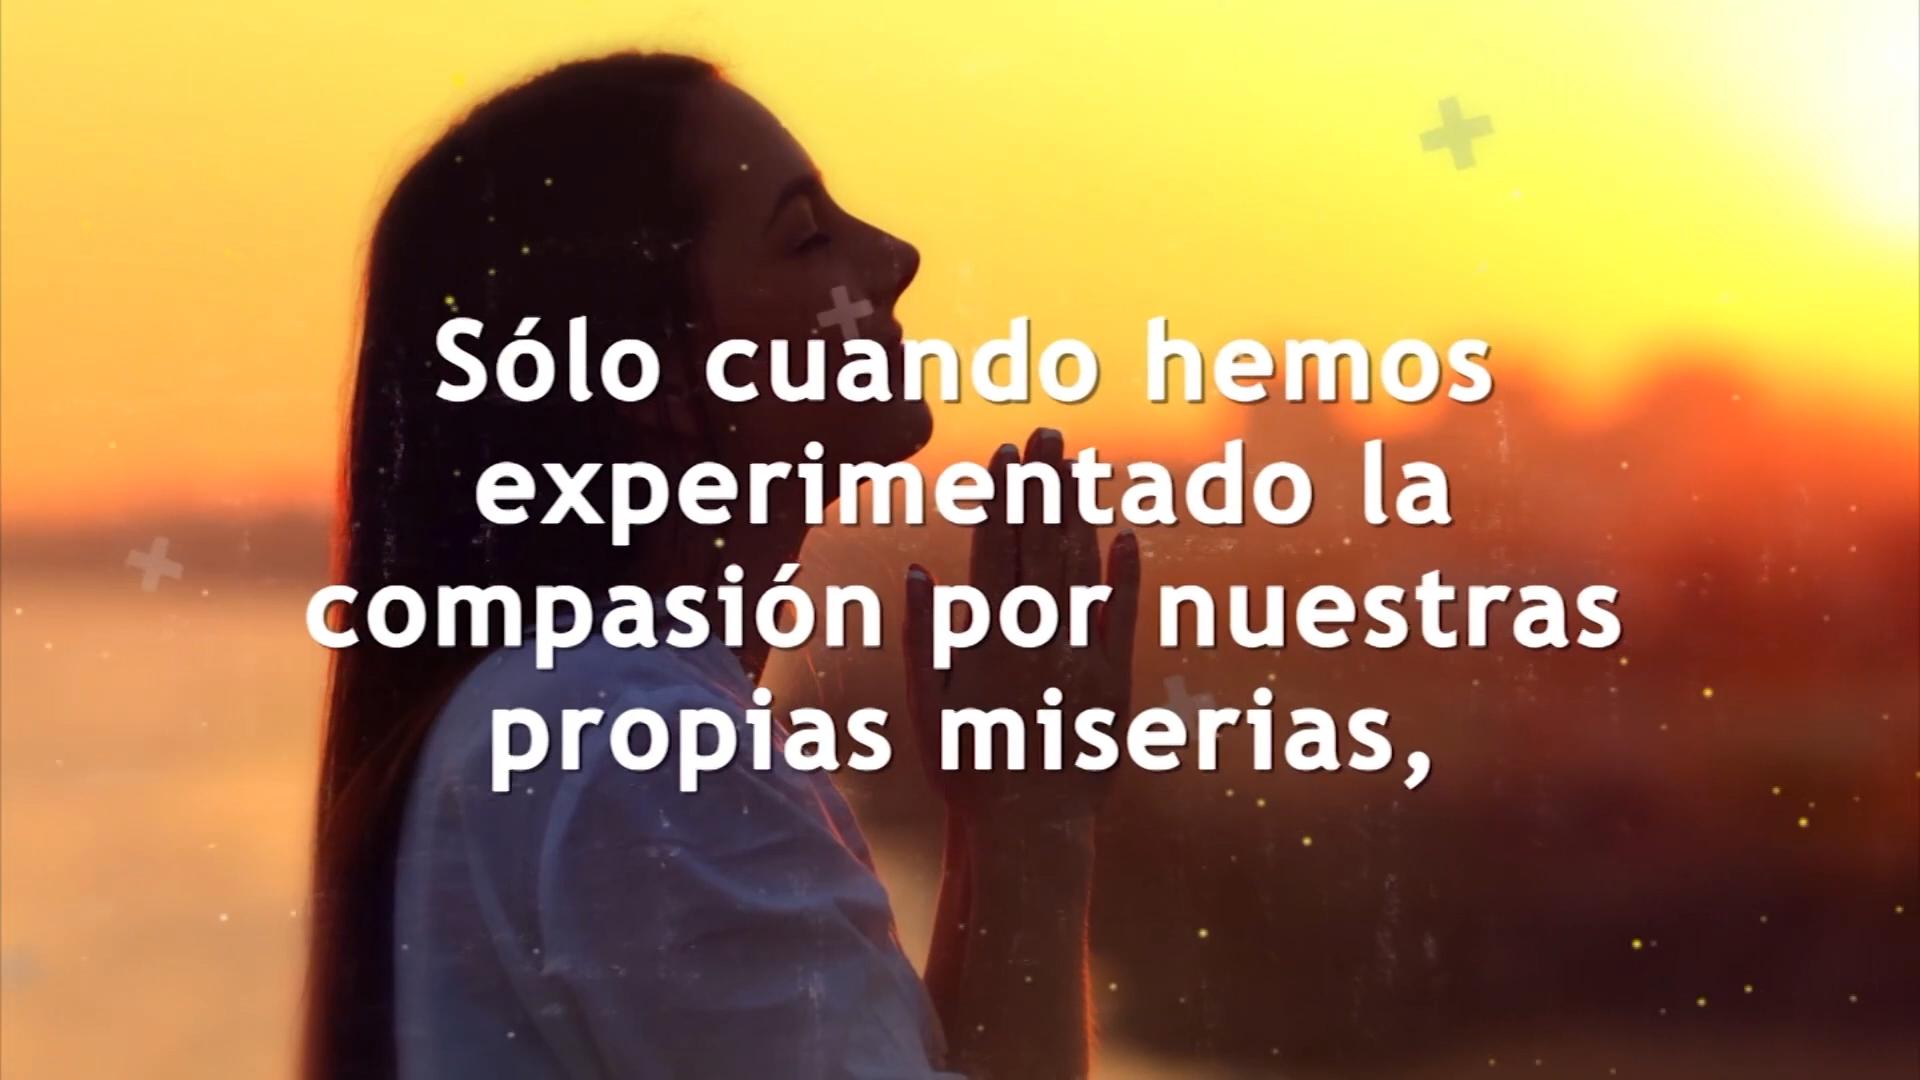 Sólo cuando hemos
experimentado la
compasión por nuestras
propias miserias,